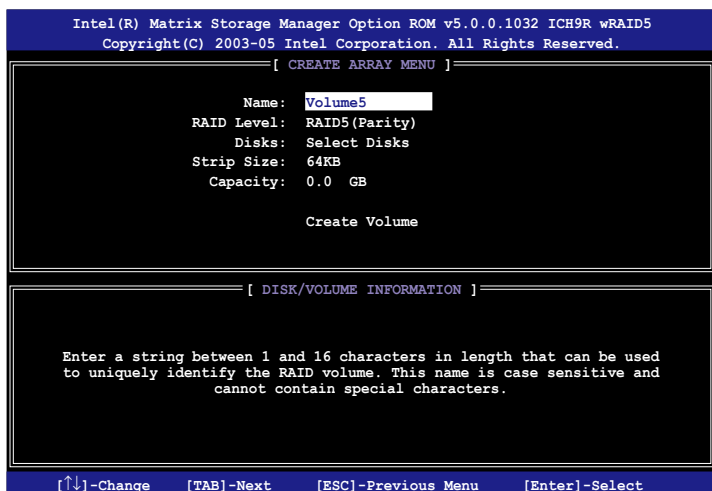 Intel(R) Matrix Storage Manager Option ROM v5.0.0.1032 ICH9R wRAID5
Copyright(C) 2003-05 Intel Corporation. All Rights Reserved.
[ CREATE ARRAY MENU ]
Name: Volume5
RAID Level: RAID5(Parity)
Disks: Select Disks
Strip Size: 64KB
Capacity: 0.0 GB
Create Volume
[ DISK/VOLUME INFORMATION ]
Enter a string between 1 and 16 characters in length that can be used
to uniquely identify the RAID volume. This name is case sensitive and
cannot contain special characters.
[↑↓]-Change [TAB]-Next [ESC]-Previous Menu [Enter]-Select